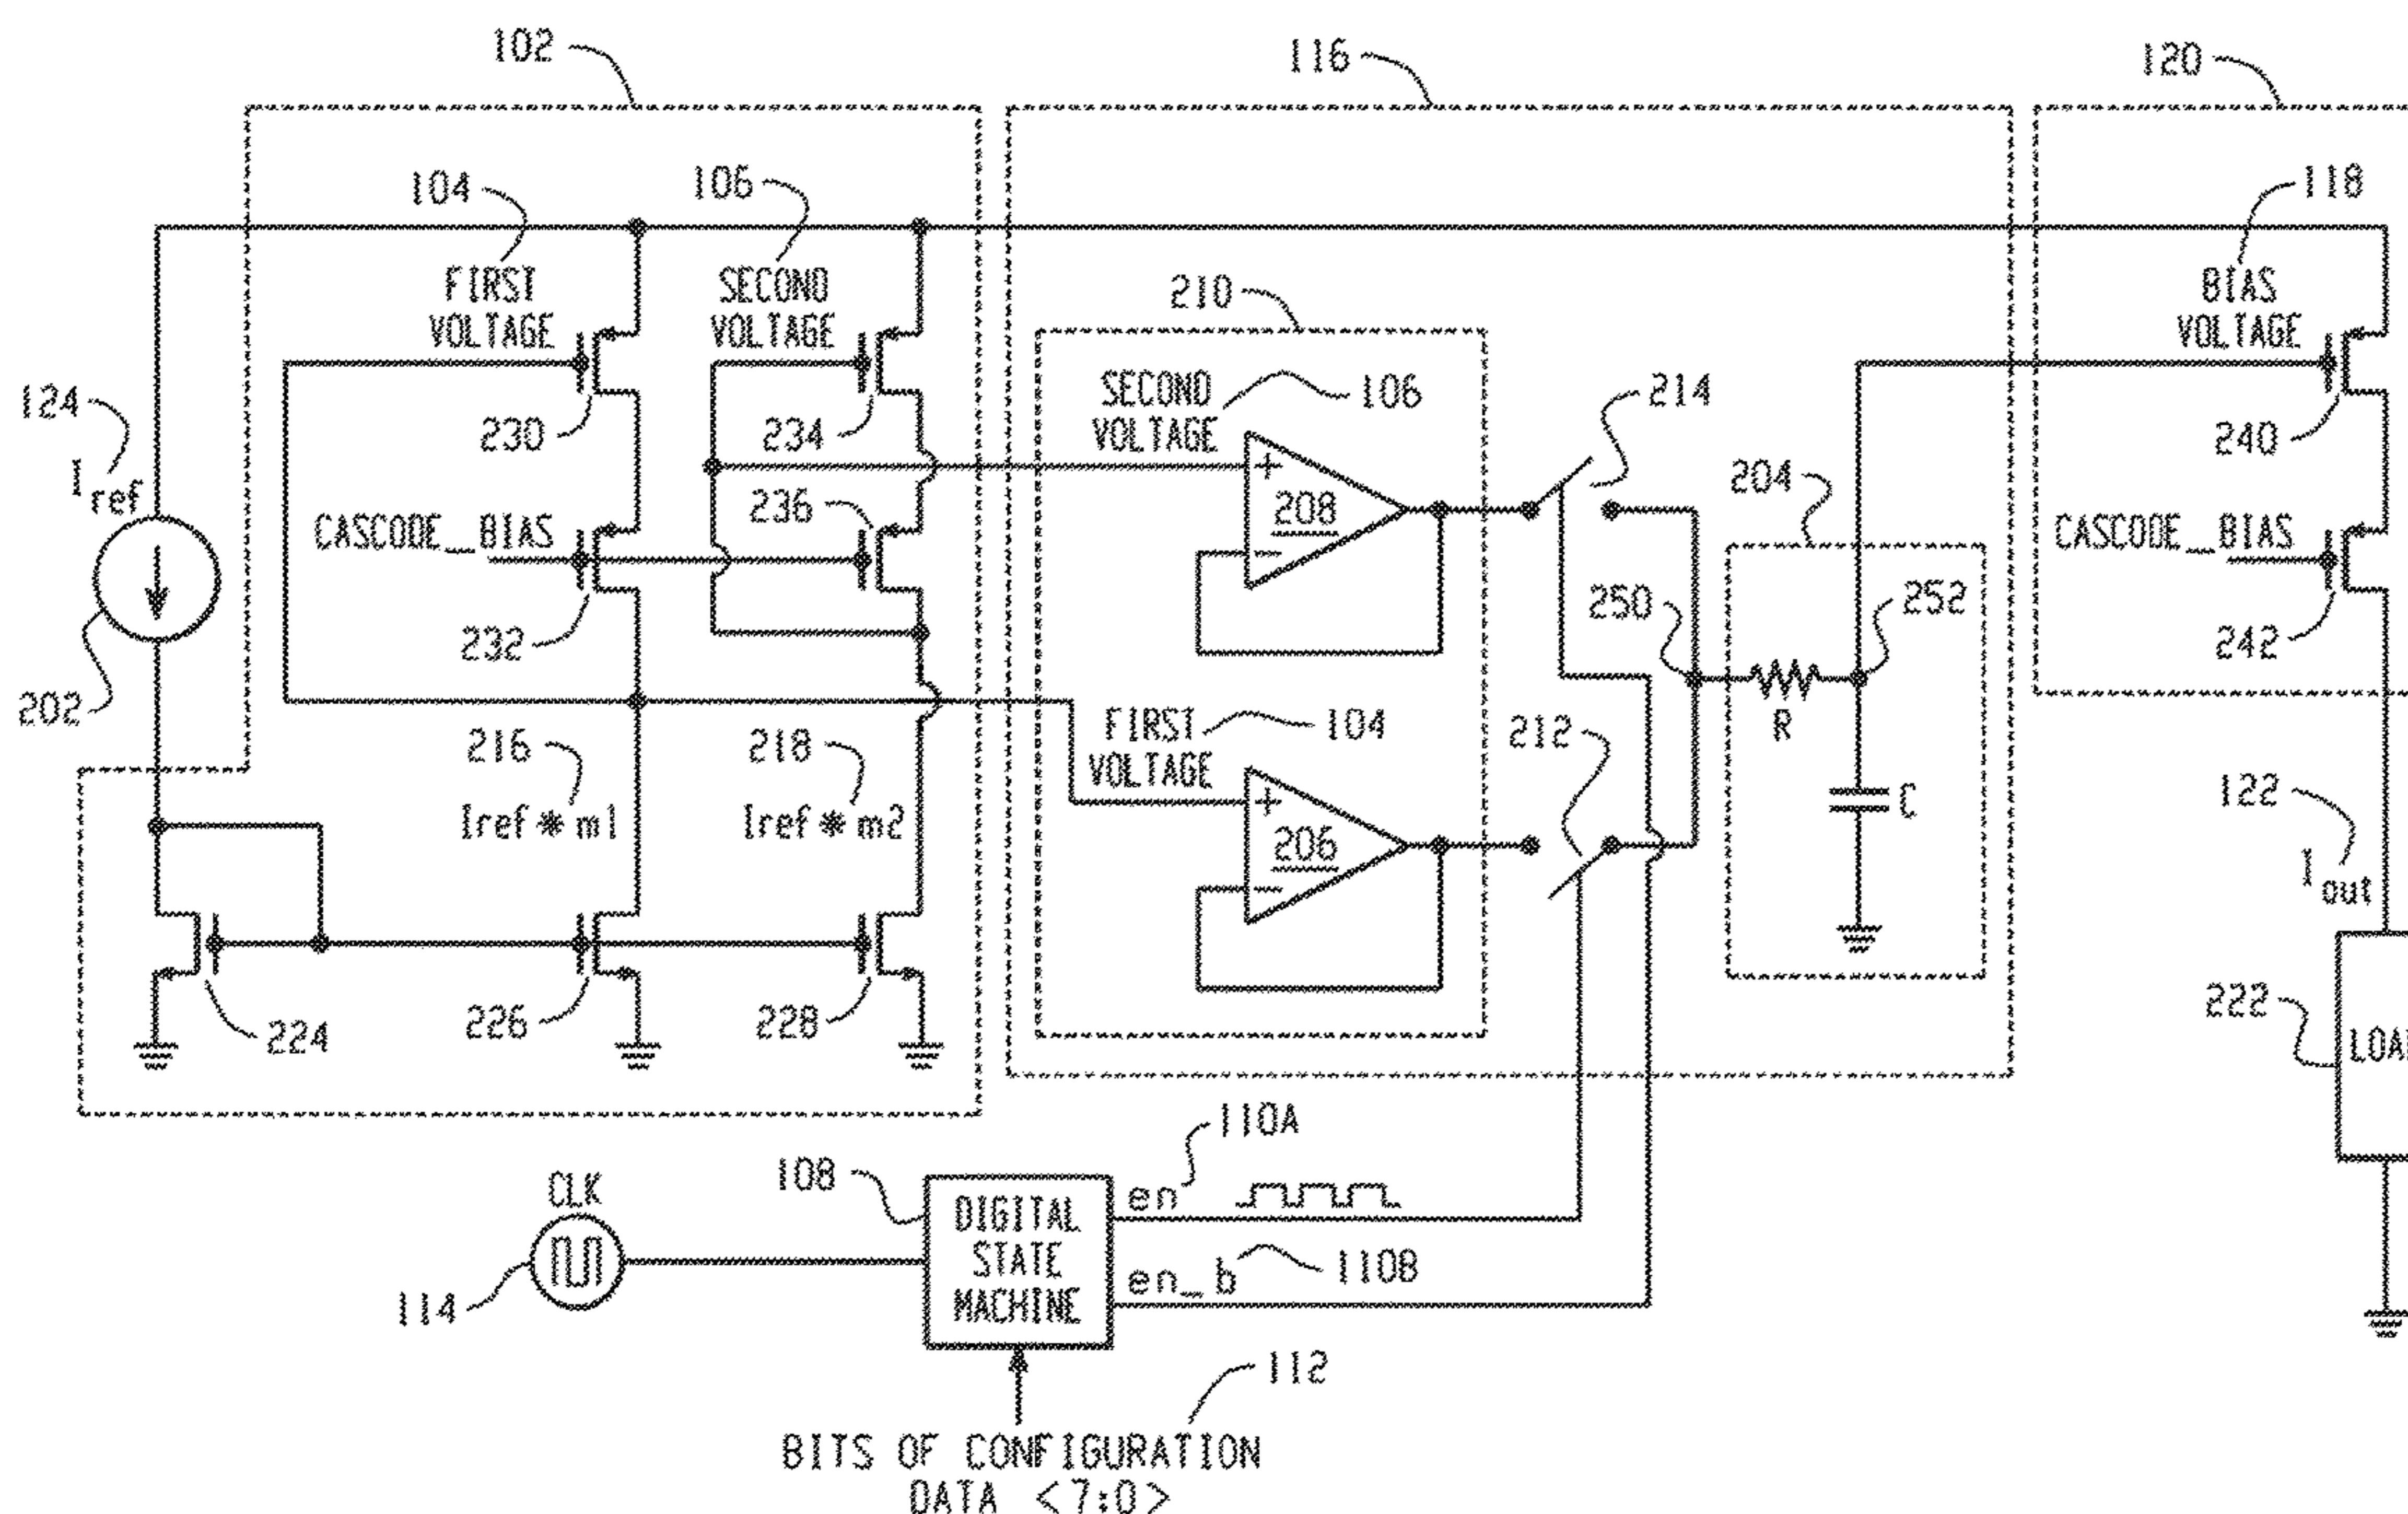 102
116
120
104
106
118
FIRST
VOLTAGE
SECOND
VOLTAGE
210
BIAS
VOLTAGE
124
I ref
230
234
SECOND
VOLTAGE
106
214
240
204
CASCODE_BIAS
236
208
+
−
CASCODE_BIAS
250
252
202
232
242
216
218
FIRST
VOLTAGE
104
212
R
Iref * m1
Iref * m2
206
+
−
C
122
I out
224
226
228
222
LOA
110A
CLK
108
en
DIGITAL
STATE
MACHINE
en_b
110B
114
112
BITS OF CONFIGURATION
DATA <7:0>